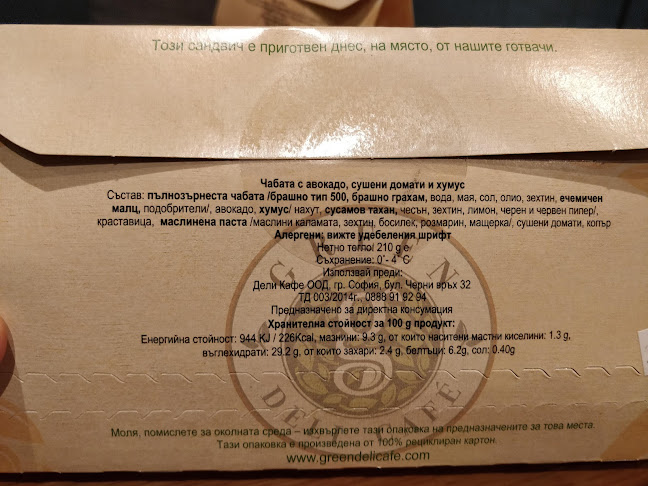 Този сандвич е приготвен днес, на място, от нашите готвачи.
Чабата с авокадо, сушени домати и хумус
Състав: пълнозърнеста чабата /брашно тип 500, брашно грахам, вода, мая, сол, олио, зехтин, ечемичен
малц, подобрители/, авокадо, хумус/ нахут, сусамов тахан, чесън, зехтин, лимон, черен и червен пипер/,
краставица, маслинена паста /маслини каламата, зехтин, босилек, розмарин, мащерка/, сушени домати, копър
Алергени: вижте удебеления шрифт
Нетно тегло/ 210 g e
Съхранение: 0˚- 4˚C
Използвай преди:
Дели Кафе ООД, гр. София, бул. Черни връх 32
ТД 003/2014г., 0888 91 92 94
Предназначено за директна консумация
Хранителна стойност за 100 g продукт:
Енергийна стойност: 944 KJ / 226Kcal, мазнини: 9.3 g, от които наситени мастни киселини: 1.3 g,
въглехидрати: 29.2 g, от които захари: 2.4 g, белтъци: 6.2g, сол: 0.40g
Моля, помислете за околната среда – изхвърлете тази опаковка на предназначените за това места.
Тази опаковка е произведена от 100% рециклиран картон.
www.greendelicafe.com